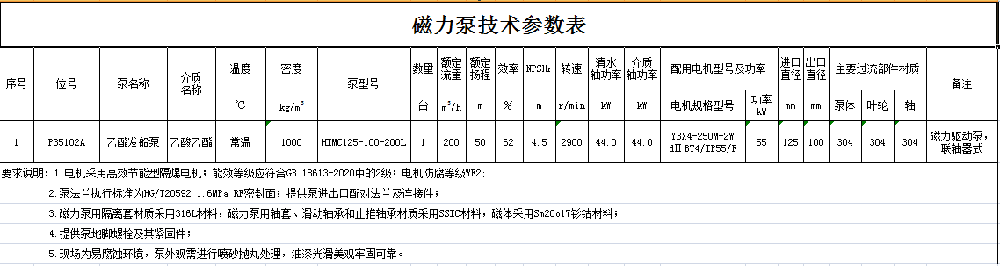 磁力泵技术参数表
序号 位号 泵名称 介质名称 温度 密度 泵型号 数量 额定流量 额定扬程 效率 NPSHr 转速 清水轴功率 介质轴功率 配用电机型号及功率 进口直径 出口直径 主要过流部件材质 备注
℃ kg/m³ 台 m³/h m % m r/min kW kW 电机规格型号 功率kW mm mm 泵体 叶轮 轴
1 P35102A 乙酯发船泵 乙酸乙酯 常温 1000 HIMC125-100-200L 1 200 50 62 4.5 2900 44.0 44.0 YBX4-250M-2W dⅡBT4/IP55/F 55 125 100 304 304 304 磁力驱动泵，联轴器式
要求说明：1.电机采用高效节能型隔爆电机；能效等级应符合GB 18613-2020中的2级；电机防腐等级WF2;
2.泵法兰执行标准为HG/T20592 1.6MPa RF密封面；提供泵进出口配对法兰及连接件；
3.磁力泵用隔离套材质采用316L材料，磁力泵用轴套、滑动轴承和止推轴承材质采用SSIC材料，磁体采用Sm2Co17钐钴材料；
4.提供泵地脚螺栓及其紧固件；
5.现场为易腐蚀环境，泵外观需进行喷砂抛丸处理，油漆光滑美观牢固可靠。